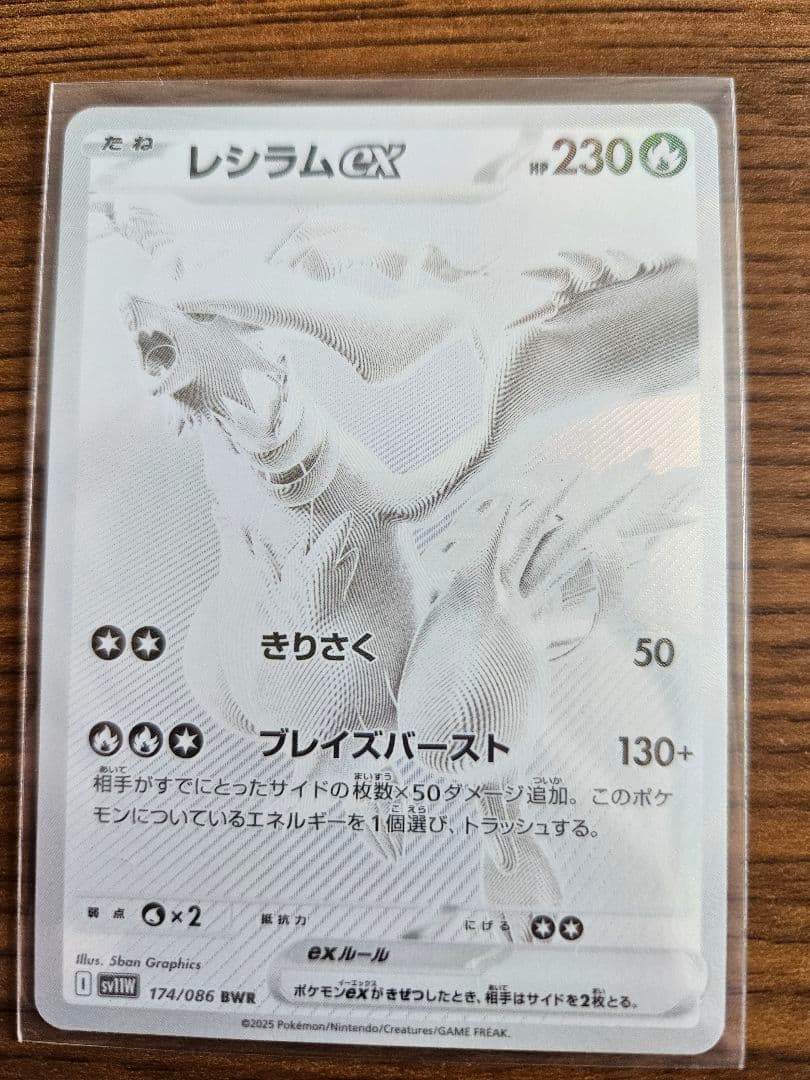 たね レシラムex HP230
きりさく 50
ブレイズバースト 130+
相手がすでにとったサイドの枚数×50ダメージ追加。このポケ
モンについているエネルギーを1個選び、トラッシュする。
弱点 ×2 抵抗力 にげる
exルール
ポケモンexがきぜつしたとき、相手はサイドを2枚とる。
Illus. 5ban Graphics
I sv11W 174/086 BWR
©2025 Pokémon/Nintendo/Creatures/GAME FREAK.